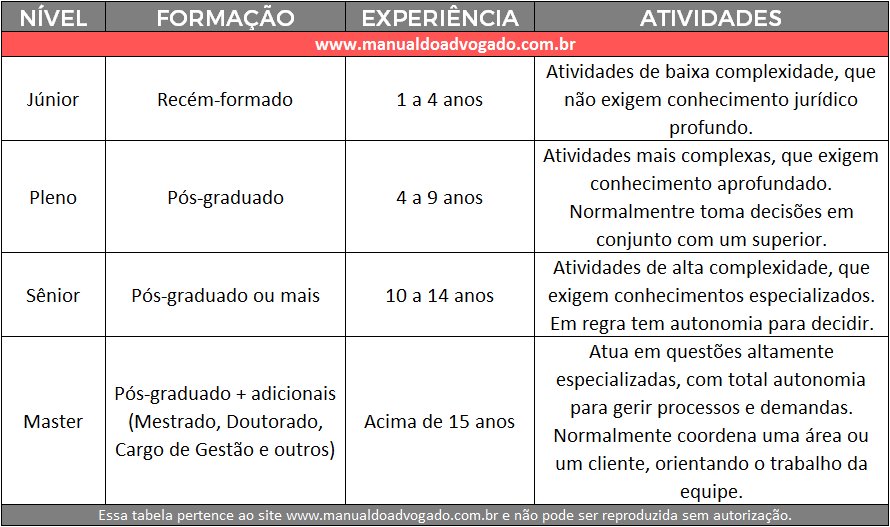 NÍVEL FORMAÇÃO EXPERIÊNCIA ATIVIDADES
www.manualdoadvogado.com.br
Júnior
Recém-formado
1 a 4 anos
Atividades de baixa complexidade, que
não exigem conhecimento jurídico
profundo.
Pleno
Pós-graduado
4 a 9 anos
Atividades mais complexas, que exigem
conhecimento aprofundado.
Normalmentre toma decisões em
conjunto com um superior.
Sênior
Pós-graduado ou mais
10 a 14 anos
Atividades de alta complexidade, que
exigem conhecimentos especializados.
Em regra tem autonomia para decidir.
Master
Pós-graduado + adicionais
(Mestrado, Doutorado,
Cargo de Gestão e outros)
Acima de 15 anos
Atua em questões altamente
especializadas, com total autonomia
para gerir processos e demandas.
Normalmente coordena uma área ou
um cliente, orientando o trabalho da
equipe.
Essa tabela pertence ao site www.manualdoadvogado.com.br e não pode ser reproduzida sem autorização.